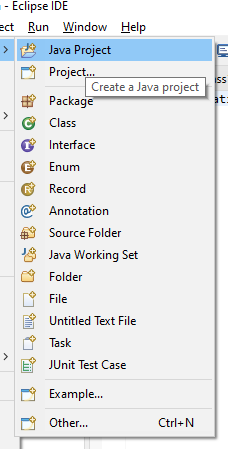 - Eclipse IDE
Run Window Help
Java Project
Project...
Create a Java project
Package
Class
Interface
Enum
Record
Annotation
Source Folder
Java Working Set
Folder
File
Untitled Text File
Task
JUnit Test Case
Example...
Other... Ctrl+N